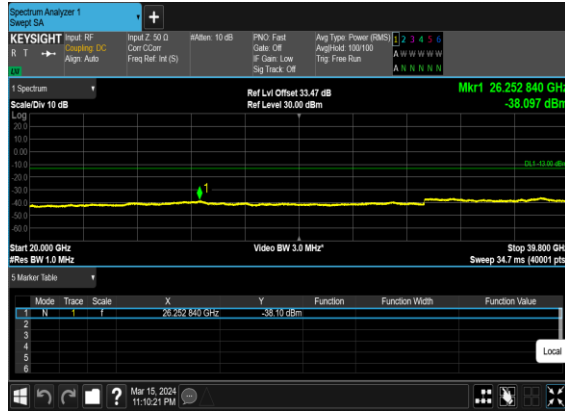 Spectrum Analyzer 1
Swept SA
KEYSIGHT Input: RF Input Z: 50 Ω #Atten: 10 dB PNO: Fast Avg Type: Power (RMS) 1 2 3 4 5 6
R T Coupling: DC Corr CCorr Gate: Off Avg|Hold: 100/100 A W W W W W
Align: Auto Freq Ref: Int (S) IF Gain: Low Trig: Free Run
LXI Sig Track: Off A N N N N N
1 Spectrum Ref Lvl Offset 33.47 dB Mkr1 26.252 840 GHz
Scale/Div 10 dB Ref Level 30.00 dBm -38.097 dBm
Log
20.0
10.0
0.00
-10.0 DL1 -13.00 dBm
-20.0
-30.0 1
-40.0
-50.0
-60.0
Start 20.000 GHz Video BW 3.0 MHz* Stop 39.800 GHz
#Res BW 1.0 MHz Sweep 34.7 ms (40001 pts)
5 Marker Table
Mode Trace Scale X Y Function Function Width Function Value
1 N 1 f 26.252 840 GHz -38.10 dBm
2
3
4
5
6
Local
? Mar 15, 2024
11:10:21 PM